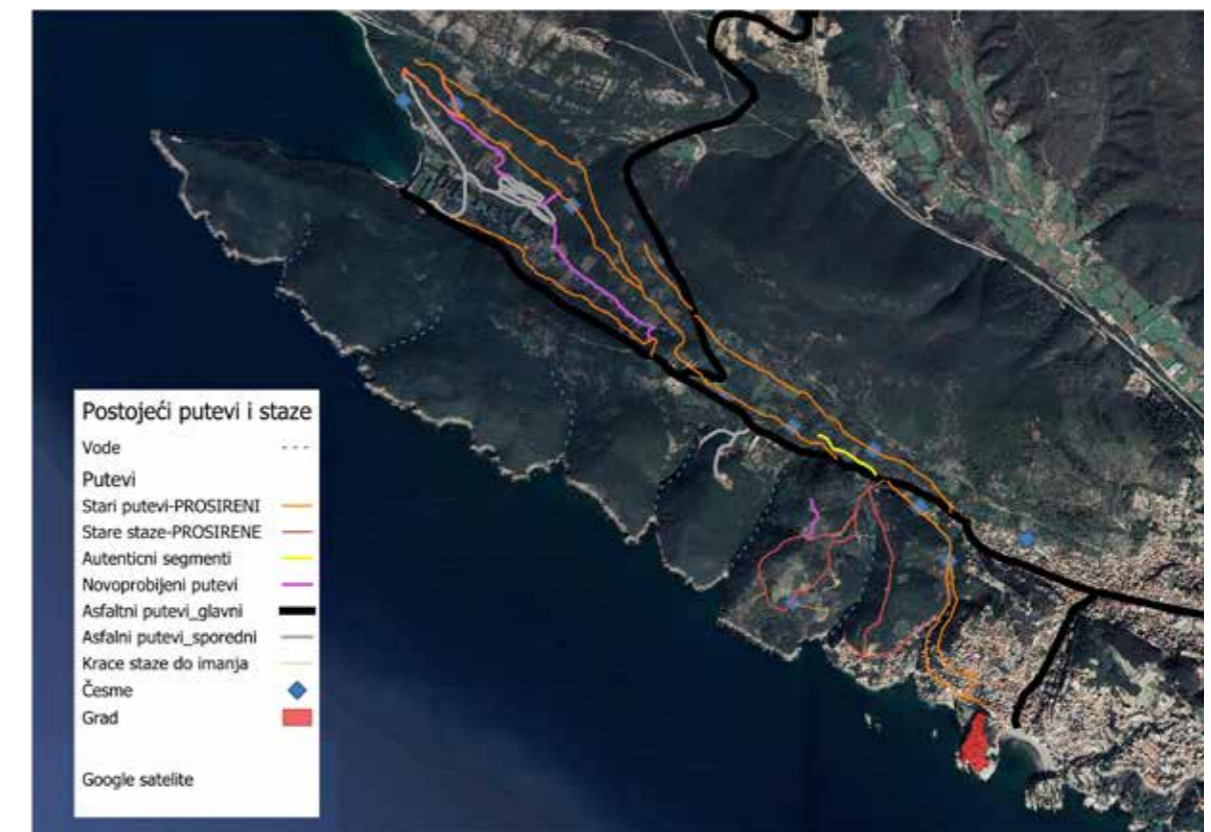 Postojeći putevi i staze
Vode
Putevi
Stari putevi-PROSIRENI
Stare staze-PROSIRENE
Autenticni segmenti
Novoprobijeni putevi
Asfaltni putevi_glavni
Asfalni putevi_sporedni
Krace staze do imanja
Česme
Grad
Google satelite